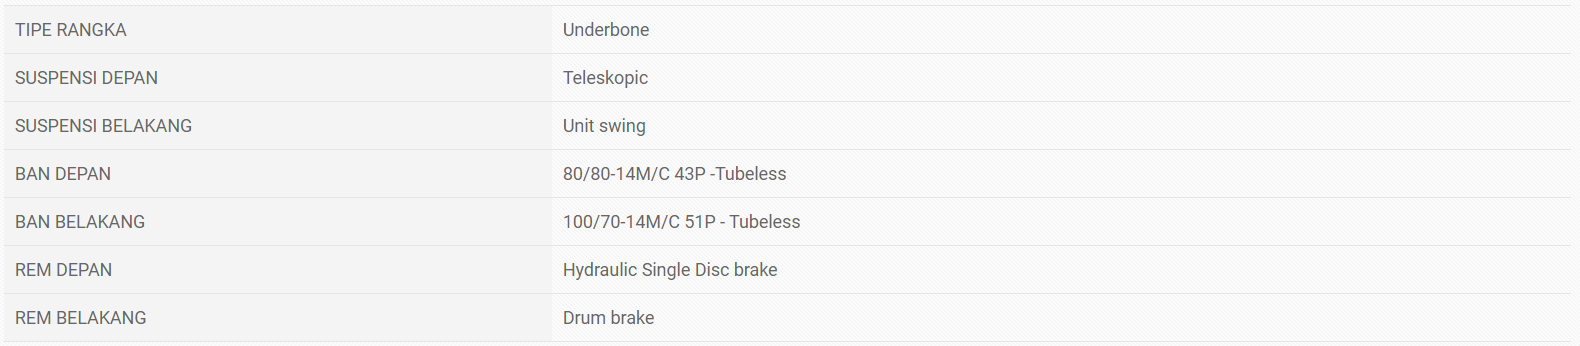 TIPE RANGKA Underbone
SUSPENSI DEPAN Teleskopic
SUSPENSI BELAKANG Unit swing
BAN DEPAN 80/80-14M/C 43P -Tubeless
BAN BELAKANG 100/70-14M/C 51P - Tubeless
REM DEPAN Hydraulic Single Disc brake
REM BELAKANG Drum brake